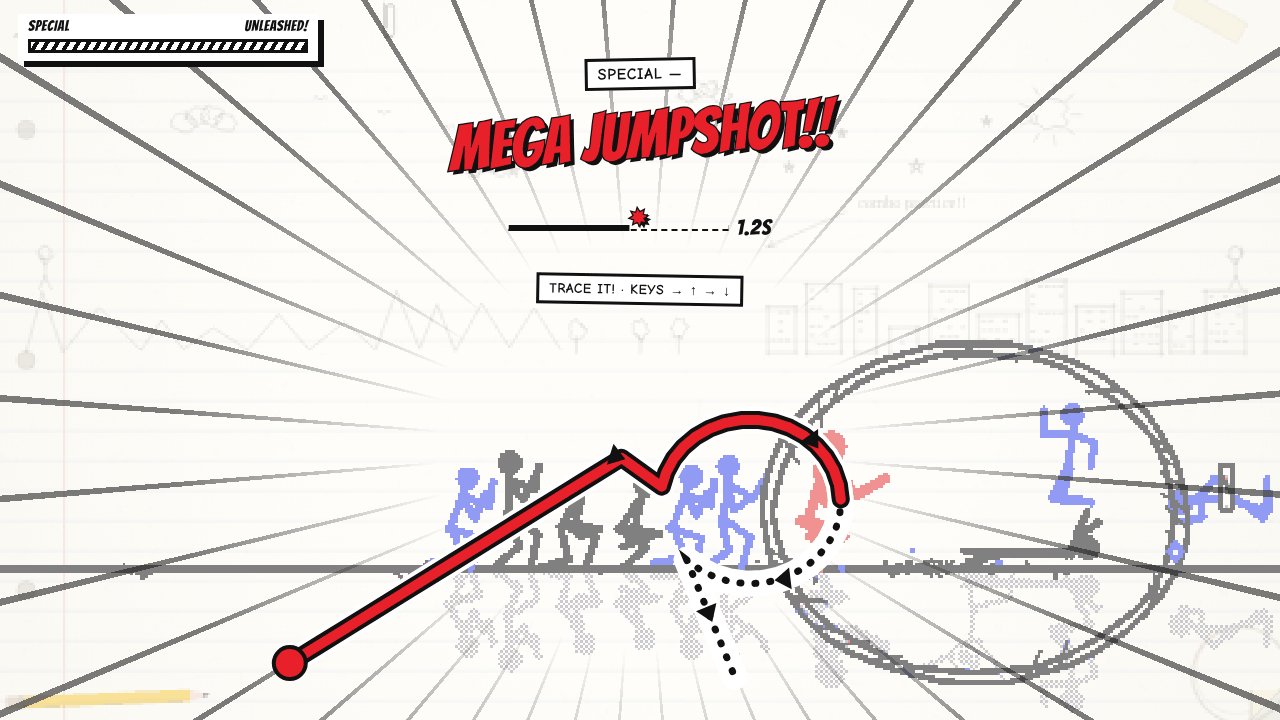 SPECIAL UNLEASHED!
SPECIAL —
MEGA JUMPSHOT!!
1.2S
TRACE IT! · KEYS → ↑ → ↓